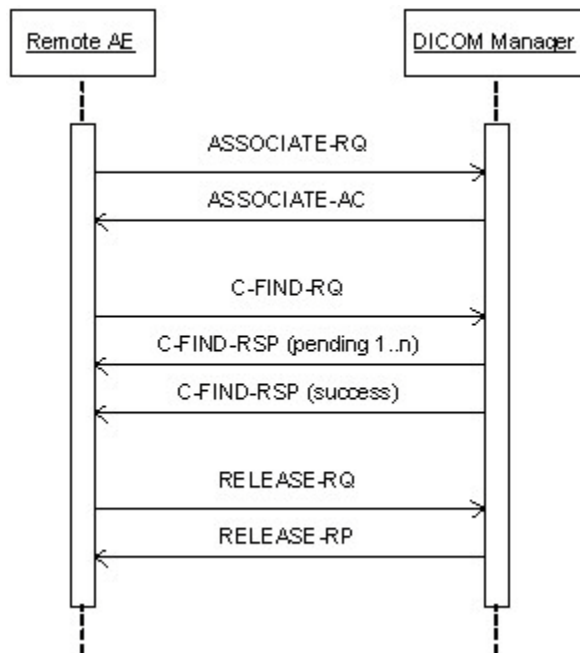 Remote AE
DICOM Manager
ASSOCIATE-RQ
ASSOCIATE-AC
C-FIND-RQ
C-FIND-RSP (pending 1..n)
C-FIND-RSP (success)
RELEASE-RQ
RELEASE-RP